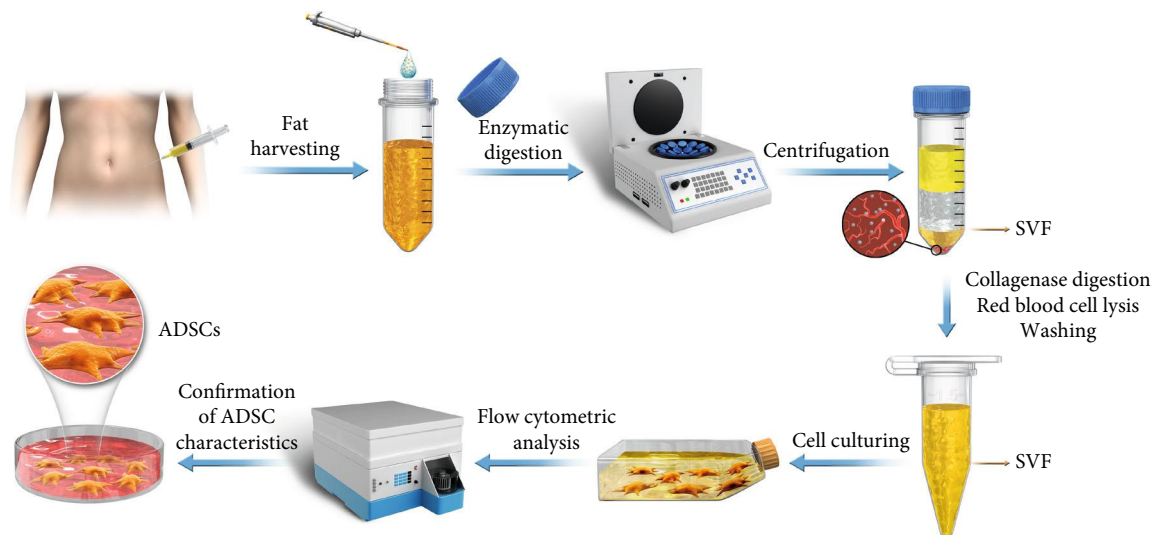 Fat
harvesting
Enzymatic
digestion
Centrifugation
SVF
Collagenase digestion
Red blood cell lysis
Washing
SVF
Cell culturing
Flow cytometric
analysis
Confirmation
of ADSC
characteristics
ADSCs